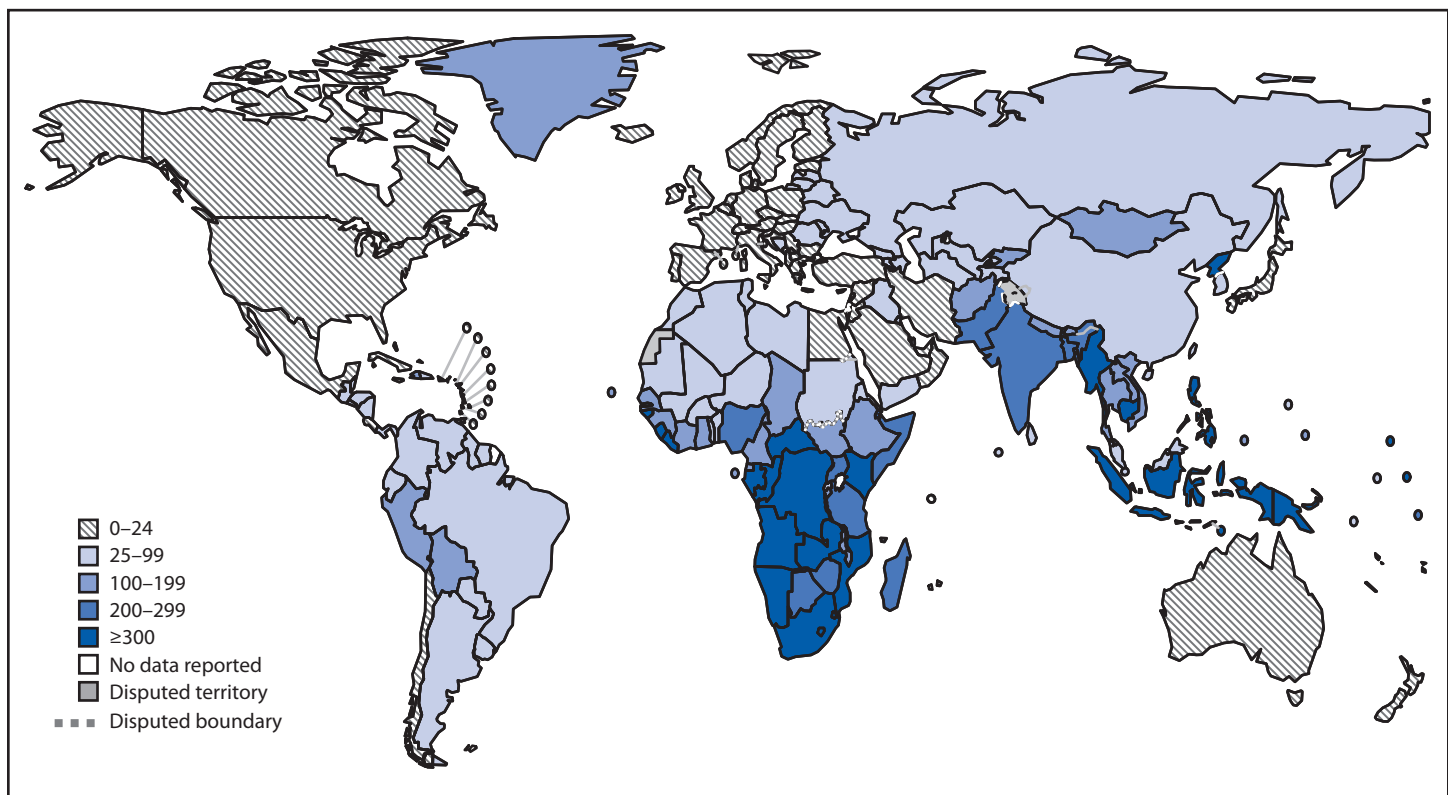 0–24
25–99
100–199
200–299
≥300
No data reported
Disputed territory
Disputed boundary